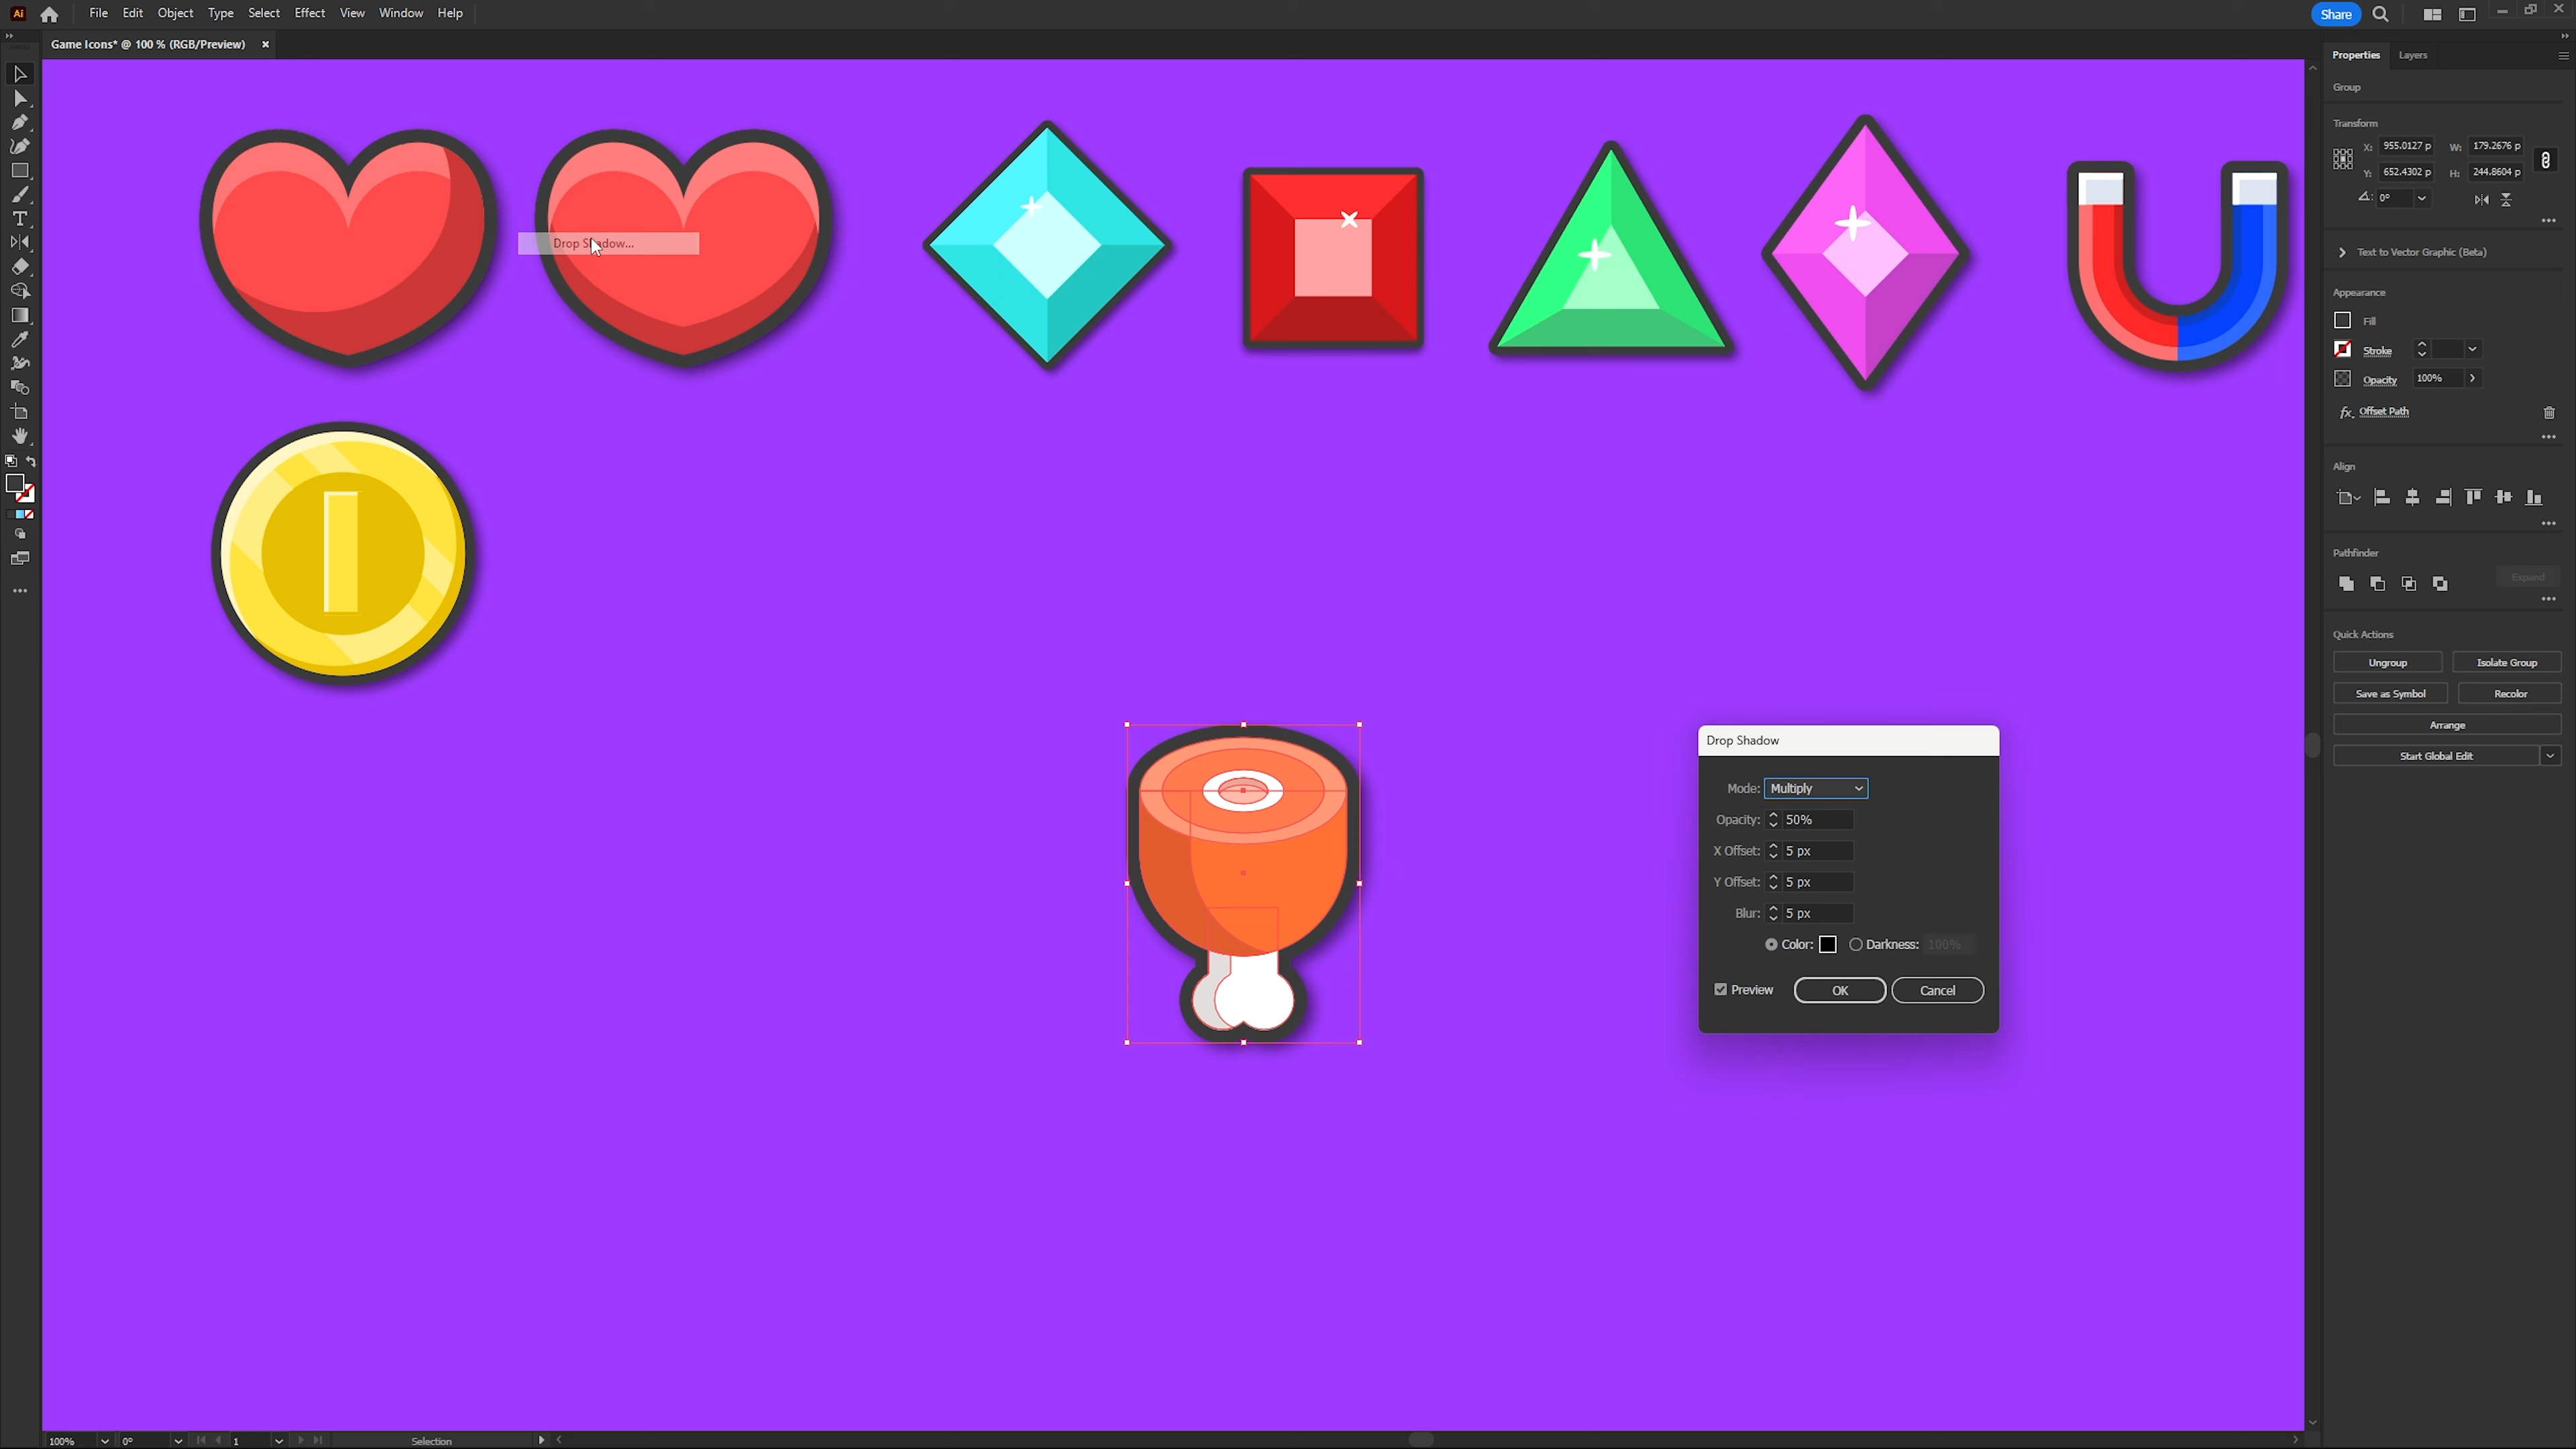 Ai File Edit Object Type Select Effect View Window Help Share
Game Icons* @ 100 % (RGB/Preview) ×
Drop Shadow...
Properties Layers
Group
Transform
X: 955.0127 p W: 179.2676 p
Y: 652.4302 p H: 244.8604 p
0°
Text to Vector Graphic (Beta)
Appearance
Fill
Stroke
Opacity 100%
fx. Offset Path
Align
Pathfinder
Expand
Quick Actions
Ungroup Isolate Group
Save as Symbol Recolor
Arrange
Start Global Edit
Drop Shadow
Mode: Multiply
Opacity: 50%
X Offset: 5 px
Y Offset: 5 px
Blur: 5 px
Color: Darkness: 100%
Preview OK Cancel
100% 0° 1 Selection